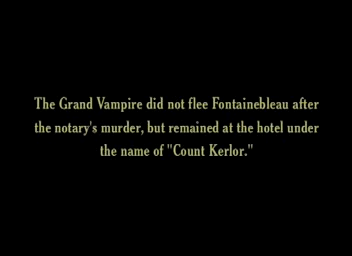 The Grand Vampire did not flee Fontainebleau after
the notary's murder, but remained at the hotel under
the name of "Count Kerlor."